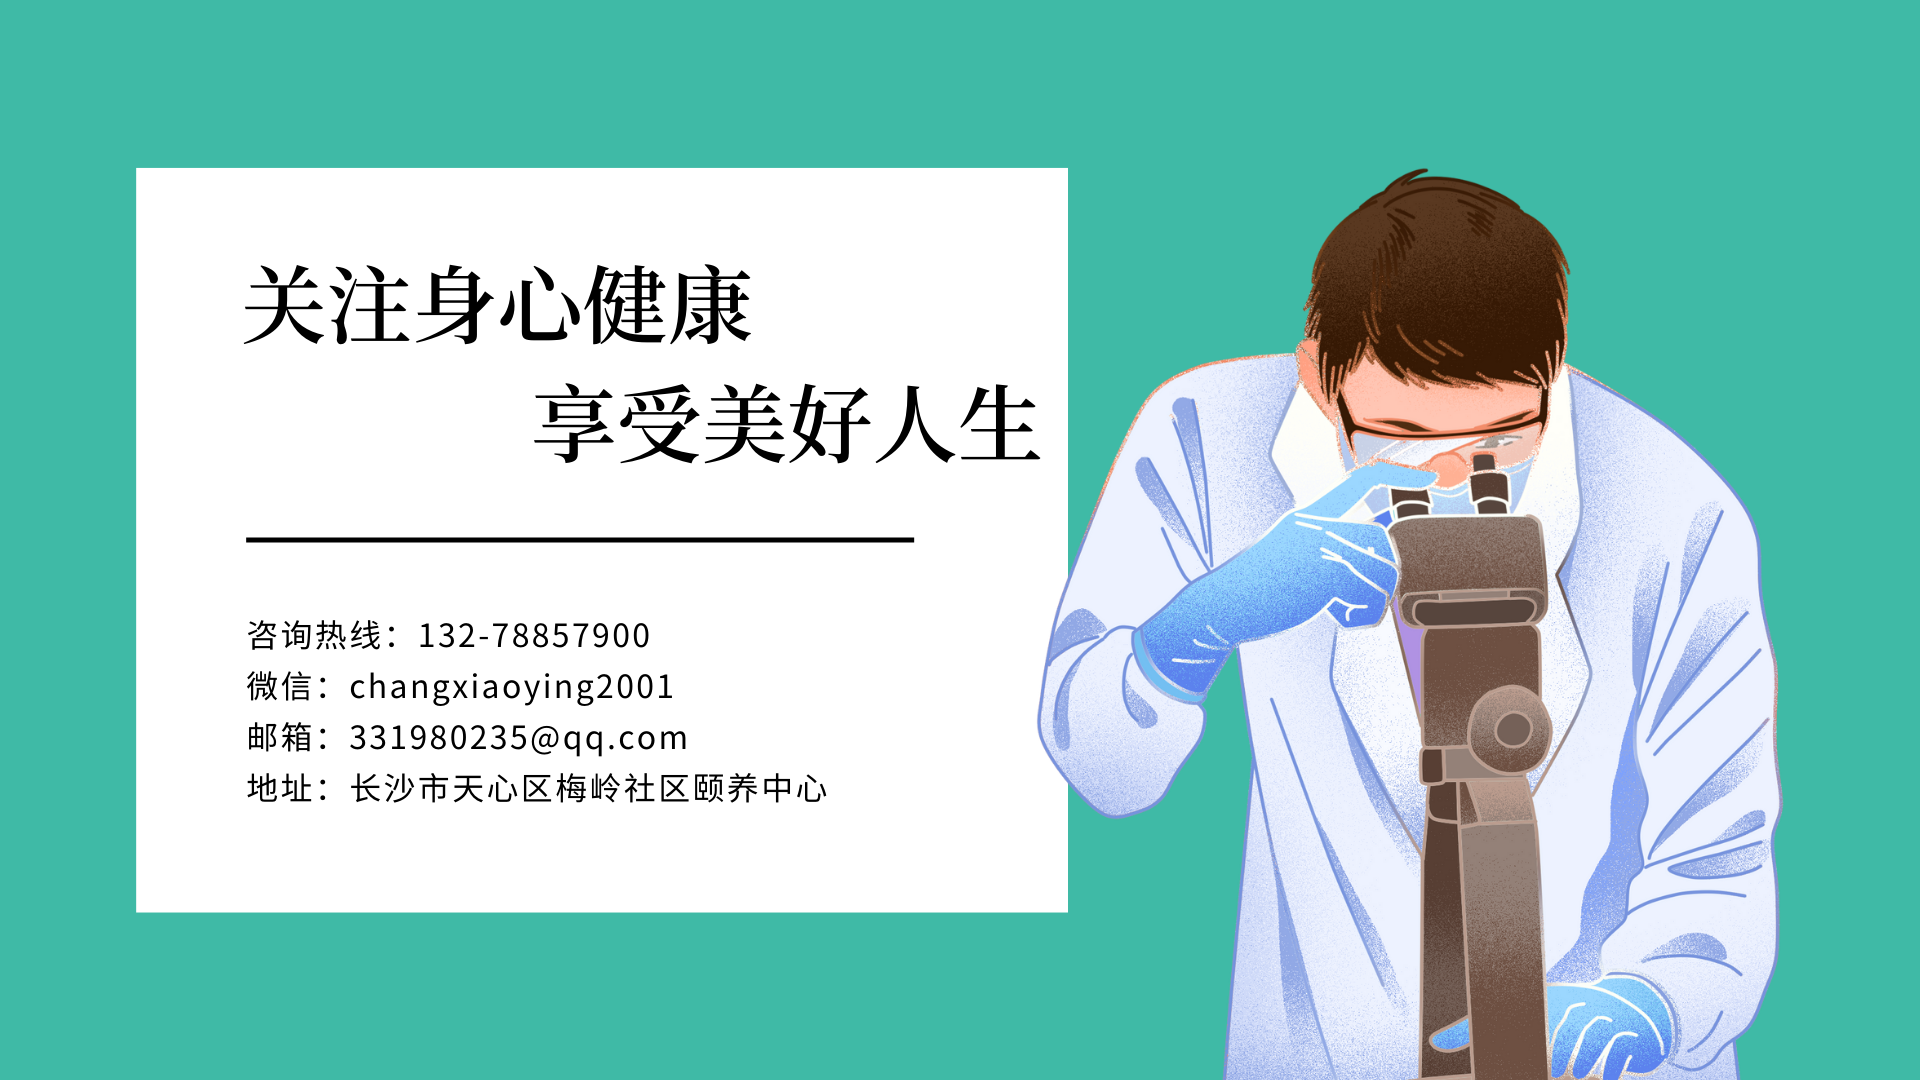 关注身心健康
享受美好人生
咨询热线：132-78857900
微信：changxiaoying2001
邮箱：331980235@qq.com
地址：长沙市天心区梅岭社区颐养中心